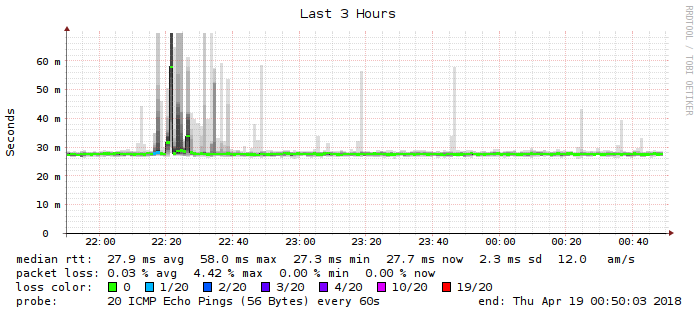 Last 3 Hours
RRDTOOL / TOBI OETIKER
Seconds
60 m
50 m
40 m
30 m
20 m
10 m
0
22:00 22:20 22:40 23:00 23:20 23:40 00:00 00:20 00:40
median rtt: 27.9 ms avg 58.0 ms max 27.3 ms min 27.7 ms now 2.3 ms sd 12.0 am/s
packet loss: 0.03 % avg 4.42 % max 0.00 % min 0.00 % now
loss color: 0 1/20 2/20 3/20 4/20 10/20 19/20
probe: 20 ICMP Echo Pings (56 Bytes) every 60s end: Thu Apr 19 00:50:03 2018